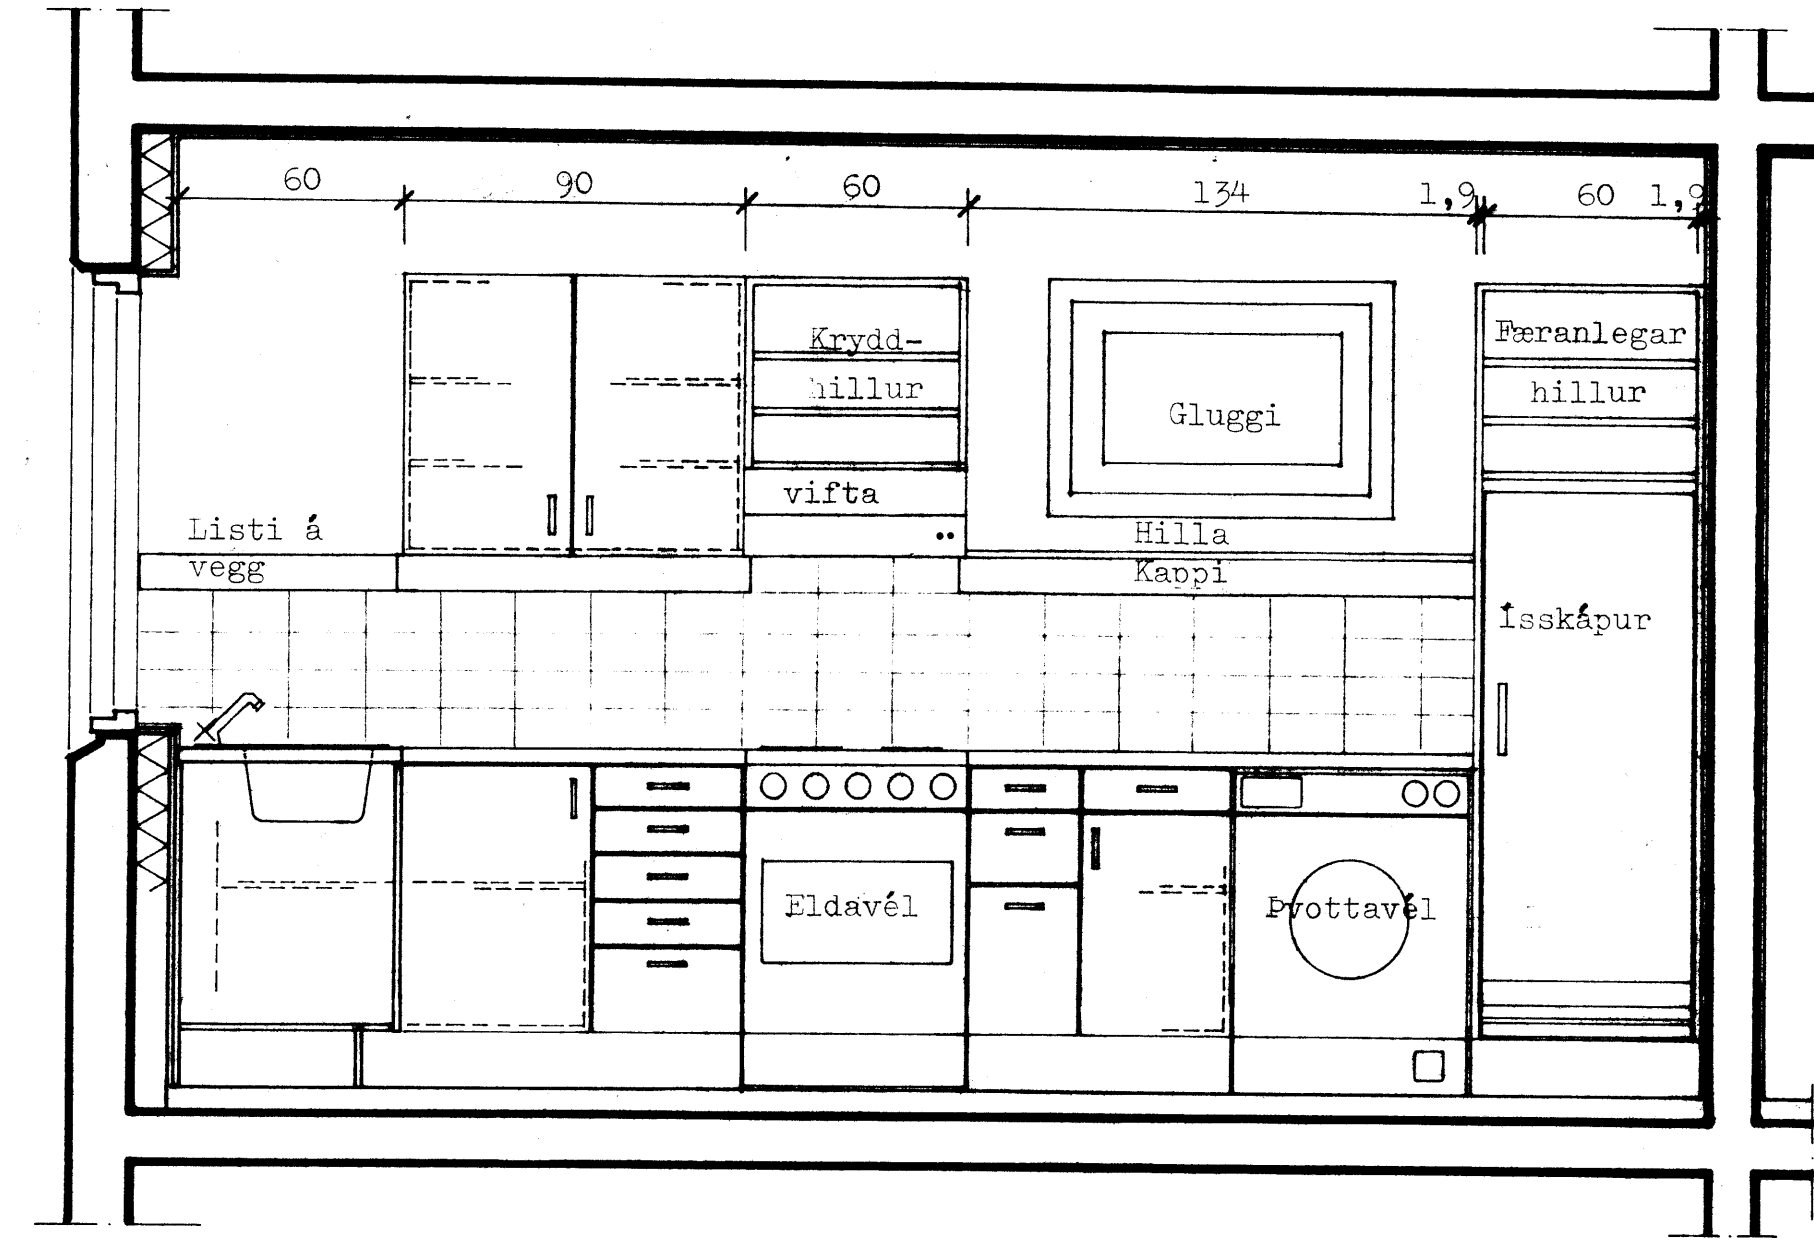 60 90 60 134 1,9 60 1,9
Krydd-
hillur
vifta
Gluggi
Færanlegar
hillur
Listi á
vegg
Hilla
Kappi
Ísskápur
Eldavél
Þvottavél